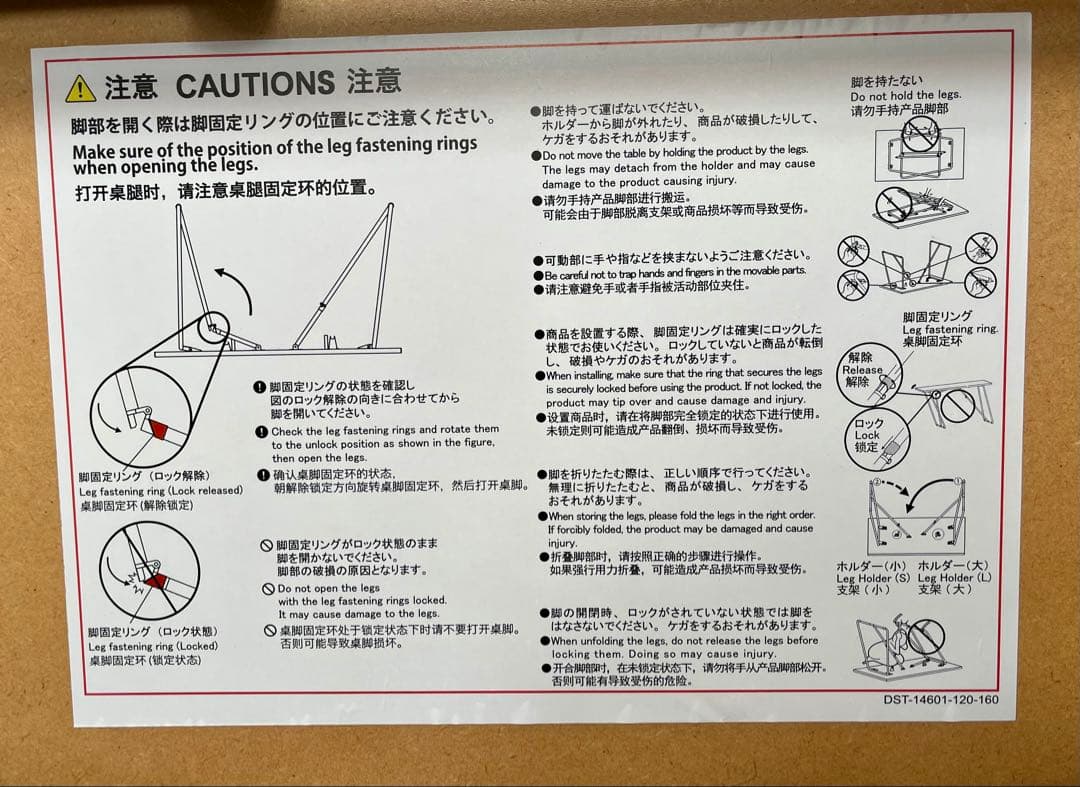 注意 CAUTIONS 注意
脚部を開く際は脚固定リングの位置にご注意ください。
Make sure of the position of the leg fastening rings
when opening the legs.
打开桌腿时，请注意桌腿固定环的位置。
脚固定リング（ロック解除）
Leg fastening ring (Lock released)
桌脚固定环(解除锁定)
脚固定リングの状態を確認し
図のロック解除の向きに合わせてから
脚を開いてください。
Check the leg fastening rings and rotate them
to the unlock position as shown in the figure,
then open the legs.
确认桌脚固定环的状态，
朝解除锁定方向旋转桌脚固定环，然后打开桌脚。
脚固定リング（ロック状態）
Leg fastening ring (Locked)
桌脚固定环(锁定状态)
脚固定リングがロック状態のまま
脚を開かないでください。
脚部の破損の原因となります。
Do not open the legs
with the leg fastening rings locked.
It may cause damage to the legs.
桌脚固定环处于锁定状态下时请不要打开桌脚。
否则可能导致桌脚损坏。
●脚を持って運ばないでください。
ホルダーから脚が外れたり、商品が破損したりして、
ケガをするおそれがあります。
●Do not move the table by holding the product by the legs.
The legs may detach from the holder and may cause
damage to the product causing injury.
●请勿手持产品脚部进行搬运。
可能会由于脚部脱离支架或商品损坏等而导致受伤。
脚を持たない
Do not hold the legs.
请勿手持产品脚部
●可動部に手や指などを挟まないようご注意ください。
●Be careful not to trap hands and fingers in the movable parts.
●请注意避免手或者手指被活动部位夹住。
●商品を設置する際、脚固定リングは確実にロックした
状態でお使いください。ロックしていないと商品が転倒
し、破損やケガのおそれがあります。
●When installing, make sure that the ring that secures the legs
is securely locked before using the product. If not locked, the
product may tip over and cause damage and injury.
●设置商品时，请在将脚部完全锁定的状态下进行使用。
未锁定则可能造成产品翻倒、损坏而导致受伤。
脚固定リング
Leg fastening ring.
桌脚固定环
解除
Release
解除
ロック
Lock
锁定
●脚を折りたたむ際は、正しい順序で行ってください。
無理に折りたたむと、商品が破損し、ケガをする
おそれがあります。
●When storing the legs, please fold the legs in the right order.
If forcibly folded, the product may be damaged and cause
injury.
●折叠脚部时，请按照正确的步骤进行操作。
如果强行用力折叠，可能造成产品损坏而导致受伤。
② ①
小 大
ホルダー(小) ホルダー(大)
Leg Holder (S) Leg Holder (L)
支架(小) 支架(大)
●脚の開閉時、ロックがされていない状態では脚を
はなさないでください。ケガをするおそれがあります。
●When unfolding the legs, do not release the legs before
locking them. Doing so may cause injury.
●开合脚部时，在未锁定状态下，请勿将手从产品脚部松开。
否则可能有导致受伤的危险。
DST-14601-120-160